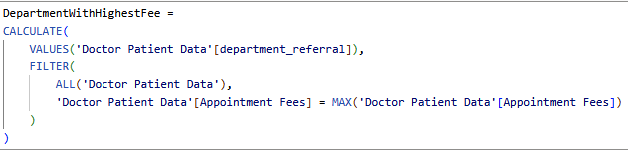 DepartmentWithHighestFee =
CALCULATE(
VALUES('Doctor Patient Data'[department_referral]),
FILTER(
ALL('Doctor Patient Data'),
'Doctor Patient Data'[Appointment Fees] = MAX('Doctor Patient Data'[Appointment Fees])
)
)